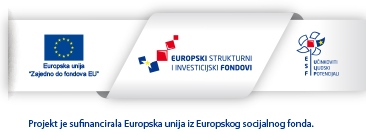 Europska unija
"Zajedno do fondova EU"
EUROPSKI STRUKTURNI
I INVESTICIJSKI FONDOVI
ESF
UČINKOVITI
LJUDSKI
POTENCIJALI
Projekt je sufinancirala Europska unija iz Europskog socijalnog fonda.